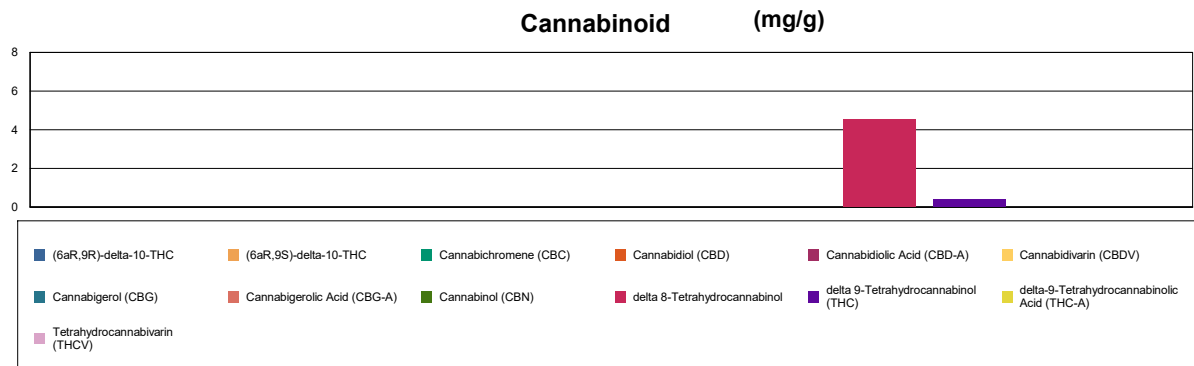 Cannabinoid (mg/g)
8
6
4
2
0
(6aR,9R)-delta-10-THC
(6aR,9S)-delta-10-THC
Cannabichromene (CBC)
Cannabidiol (CBD)
Cannabidiolic Acid (CBD-A)
Cannabidivarin (CBDV)
Cannabigerol (CBG)
Cannabigerolic Acid (CBG-A)
Cannabinol (CBN)
delta 8-Tetrahydrocannabinol
delta 9-Tetrahydrocannabinol
(THC)
delta-9-Tetrahydrocannabinolic
Acid (THC-A)
Tetrahydrocannabivarin
(THCV)